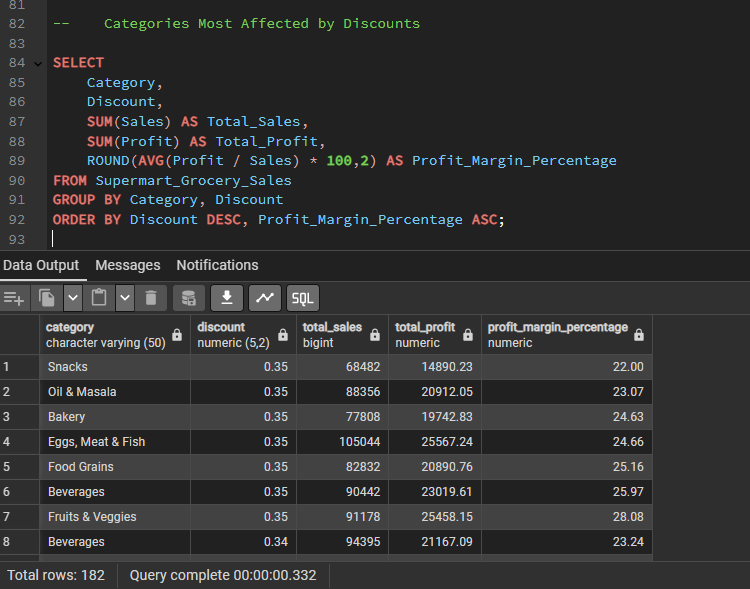 81
82 -- Categories Most Affected by Discounts
83
84 SELECT
85 Category,
86 Discount,
87 SUM(Sales) AS Total_Sales,
88 SUM(Profit) AS Total_Profit,
89 ROUND(AVG(Profit / Sales) * 100,2) AS Profit_Margin_Percentage
90 FROM Supermart_Grocery_Sales
91 GROUP BY Category, Discount
92 ORDER BY Discount DESC, Profit_Margin_Percentage ASC;
93
Data Output Messages Notifications
SQL
category discount total_sales total_profit profit_margin_percentage
character varying (50) numeric (5,2) bigint numeric numeric
1 Snacks 0.35 68482 14890.23 22.00
2 Oil & Masala 0.35 88356 20912.05 23.07
3 Bakery 0.35 77808 19742.83 24.63
4 Eggs, Meat & Fish 0.35 105044 25567.24 24.66
5 Food Grains 0.35 82832 20890.76 25.16
6 Beverages 0.35 90442 23019.61 25.97
7 Fruits & Veggies 0.35 91178 25458.15 28.08
8 Beverages 0.34 94395 21167.09 23.24
Total rows: 182 Query complete 00:00:00.332